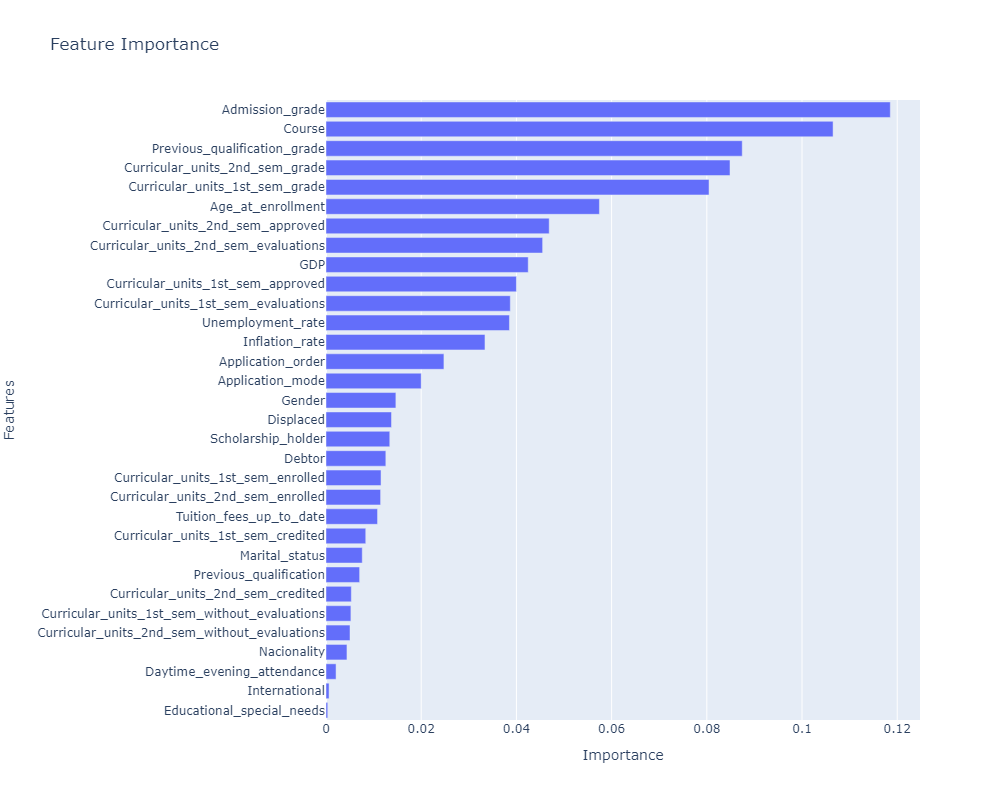 Feature Importance
Admission_grade
Course
Previous_qualification_grade
Curricular_units_2nd_sem_grade
Curricular_units_1st_sem_grade
Age_at_enrollment
Curricular_units_2nd_sem_approved
Curricular_units_2nd_sem_evaluations
GDP
Curricular_units_1st_sem_approved
Curricular_units_1st_sem_evaluations
Unemployment_rate
Inflation_rate
Application_order
Application_mode
Gender
Displaced
Scholarship_holder
Debtor
Curricular_units_1st_sem_enrolled
Curricular_units_2nd_sem_enrolled
Tuition_fees_up_to_date
Curricular_units_1st_sem_credited
Marital_status
Previous_qualification
Curricular_units_2nd_sem_credited
Curricular_units_1st_sem_without_evaluations
Curricular_units_2nd_sem_without_evaluations
Nacionality
Daytime_evening_attendance
International
Educational_special_needs
Features
0 0.02 0.04 0.06 0.08 0.1 0.12
Importance